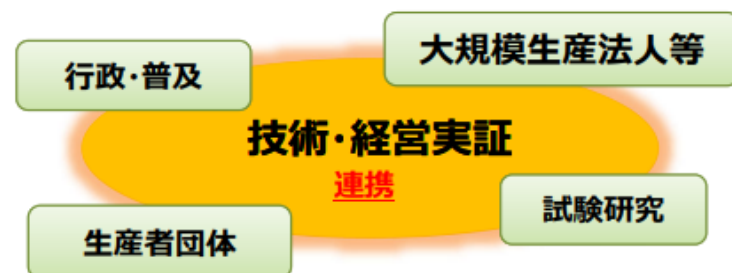 大規模生産法人等
行政・普及
技術・経営実証
連携
試験研究
生産者団体